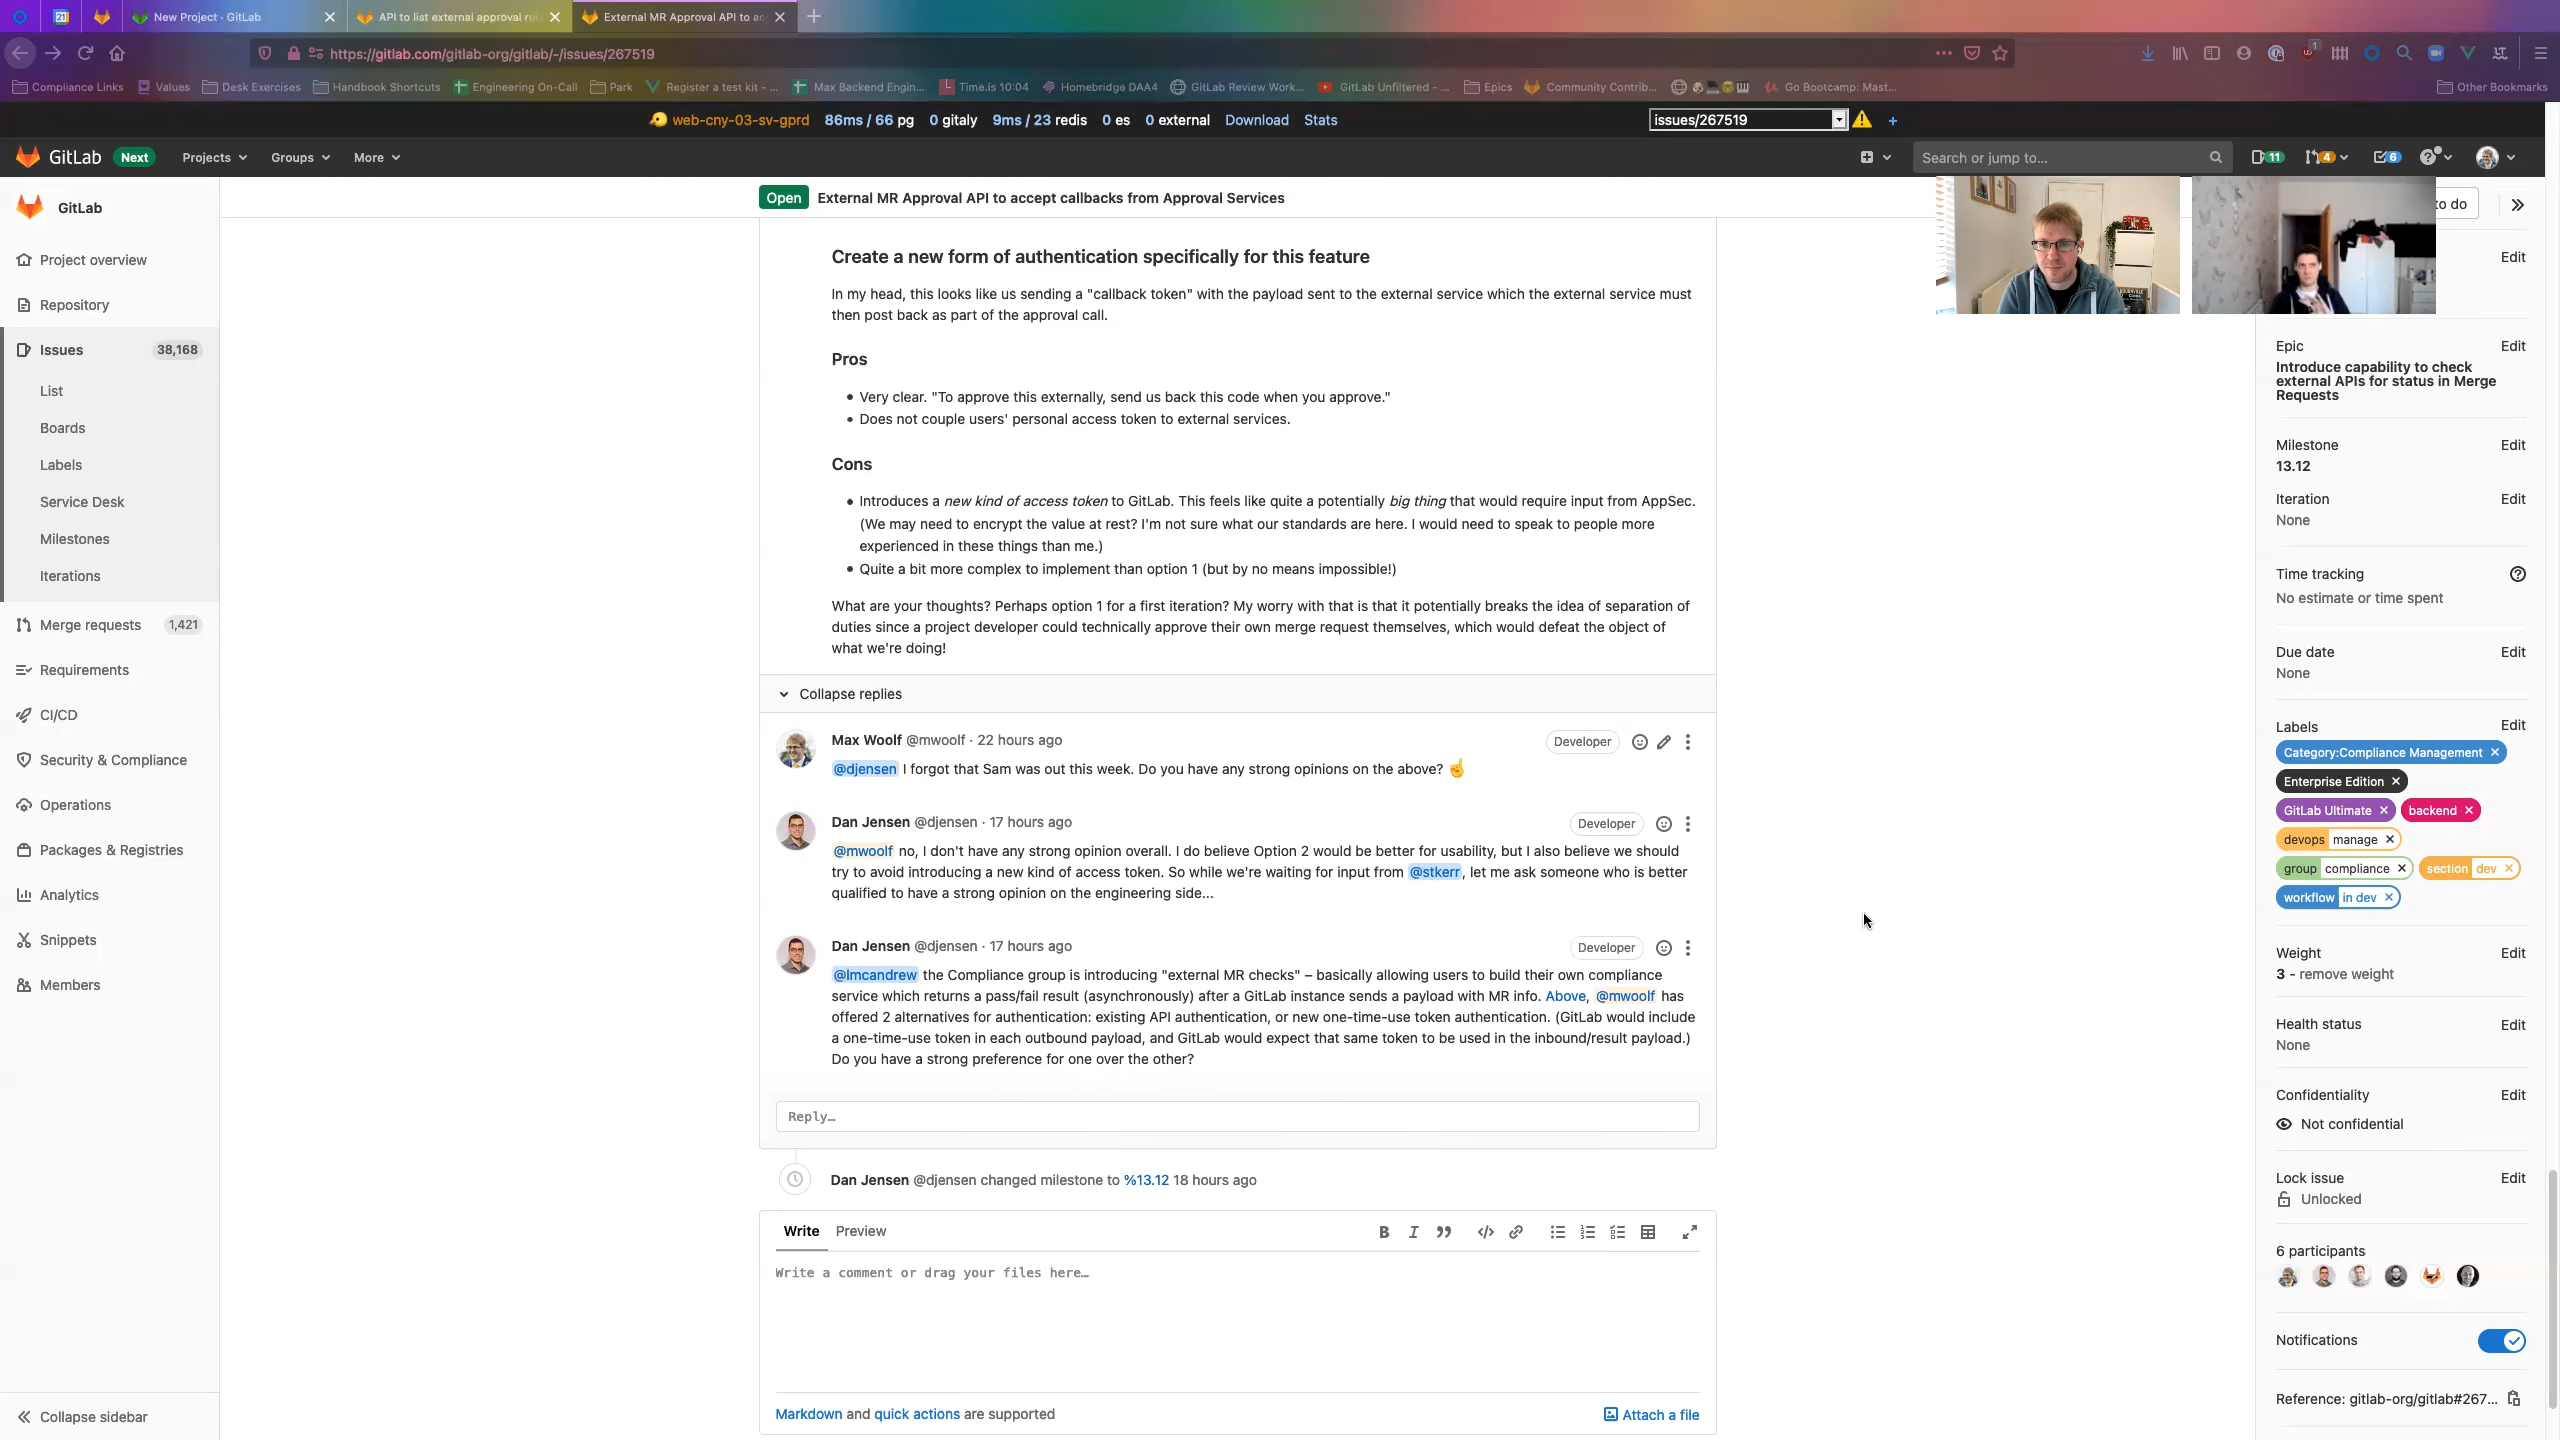 21
New Project · GitLab
API to list external approval rul
External MR Approval API to ac
https://gitlab.com/gitlab-org/gitlab/-/issues/267519
1
Compliance Links
Values
Desk Exercises
Handbook Shortcuts
Engineering On-Call
Park
Register a test kit - ...
Max Backend Engin...
Time.is 10:04
Homebridge DAA4
GitLab Review Work...
GitLab Unfiltered - ...
Epics
Community Contrib...
Go Bootcamp: Mast...
Other Bookmarks
web-cny-03-sv-gprd 86ms / 66 pg 0 gitaly 9ms / 23 redis 0 es 0 external Download Stats
issues/267519
+
GitLab Next Projects Groups More
Search or jump to...
11
4
6
GitLab
Project overview
Repository
Issues 38,168
List
Boards
Labels
Service Desk
Milestones
Iterations
Merge requests 1,421
Requirements
CI/CD
Security & Compliance
Operations
Packages & Registries
Analytics
Snippets
Members
Collapse sidebar
Open External MR Approval API to accept callbacks from Approval Services
Create a new form of authentication specifically for this feature
In my head, this looks like us sending a "callback token" with the payload sent to the external service which the external service must
then post back as part of the approval call.
Pros
• Very clear. "To approve this externally, send us back this code when you approve."
• Does not couple users' personal access token to external services.
Cons
• Introduces a new kind of access token to GitLab. This feels like quite a potentially big thing that would require input from AppSec.
(We may need to encrypt the value at rest? I'm not sure what our standards are here. I would need to speak to people more
experienced in these things than me.)
• Quite a bit more complex to implement than option 1 (but by no means impossible!)
What are your thoughts? Perhaps option 1 for a first iteration? My worry with that is that it potentially breaks the idea of separation of
duties since a project developer could technically approve their own merge request themselves, which would defeat the object of
what we're doing!
Collapse replies
Max Woolf @mwoolf · 22 hours ago
Developer
@djensen I forgot that Sam was out this week. Do you have any strong opinions on the above? ☝
Dan Jensen @djensen · 17 hours ago
Developer
@mwoolf no, I don't have any strong opinion overall. I do believe Option 2 would be better for usability, but I also believe we should
try to avoid introducing a new kind of access token. So while we're waiting for input from @stkerr, let me ask someone who is better
qualified to have a strong opinion on the engineering side...
Dan Jensen @djensen · 17 hours ago
Developer
@lmcandrew the Compliance group is introducing "external MR checks" – basically allowing users to build their own compliance
service which returns a pass/fail result (asynchronously) after a GitLab instance sends a payload with MR info. Above, @mwoolf has
offered 2 alternatives for authentication: existing API authentication, or new one-time-use token authentication. (GitLab would include
a one-time-use token in each outbound payload, and GitLab would expect that same token to be used in the inbound/result payload.)
Do you have a strong preference for one over the other?
Reply…
Dan Jensen @djensen changed milestone to %13.12 18 hours ago
Write Preview
Write a comment or drag your files here…
Markdown and quick actions are supported
Attach a file
to do
Edit
Epic Edit
Introduce capability to check
external APIs for status in Merge
Requests
Milestone Edit
13.12
Iteration Edit
None
Time tracking
No estimate or time spent
Due date Edit
None
Labels Edit
Category:Compliance Management
Enterprise Edition
GitLab Ultimate backend
devops manage
group compliance section dev
workflow in dev
Weight Edit
3 - remove weight
Health status Edit
None
Confidentiality Edit
Not confidential
Lock issue Edit
Unlocked
6 participants
Notifications
Reference: gitlab-org/gitlab#267...